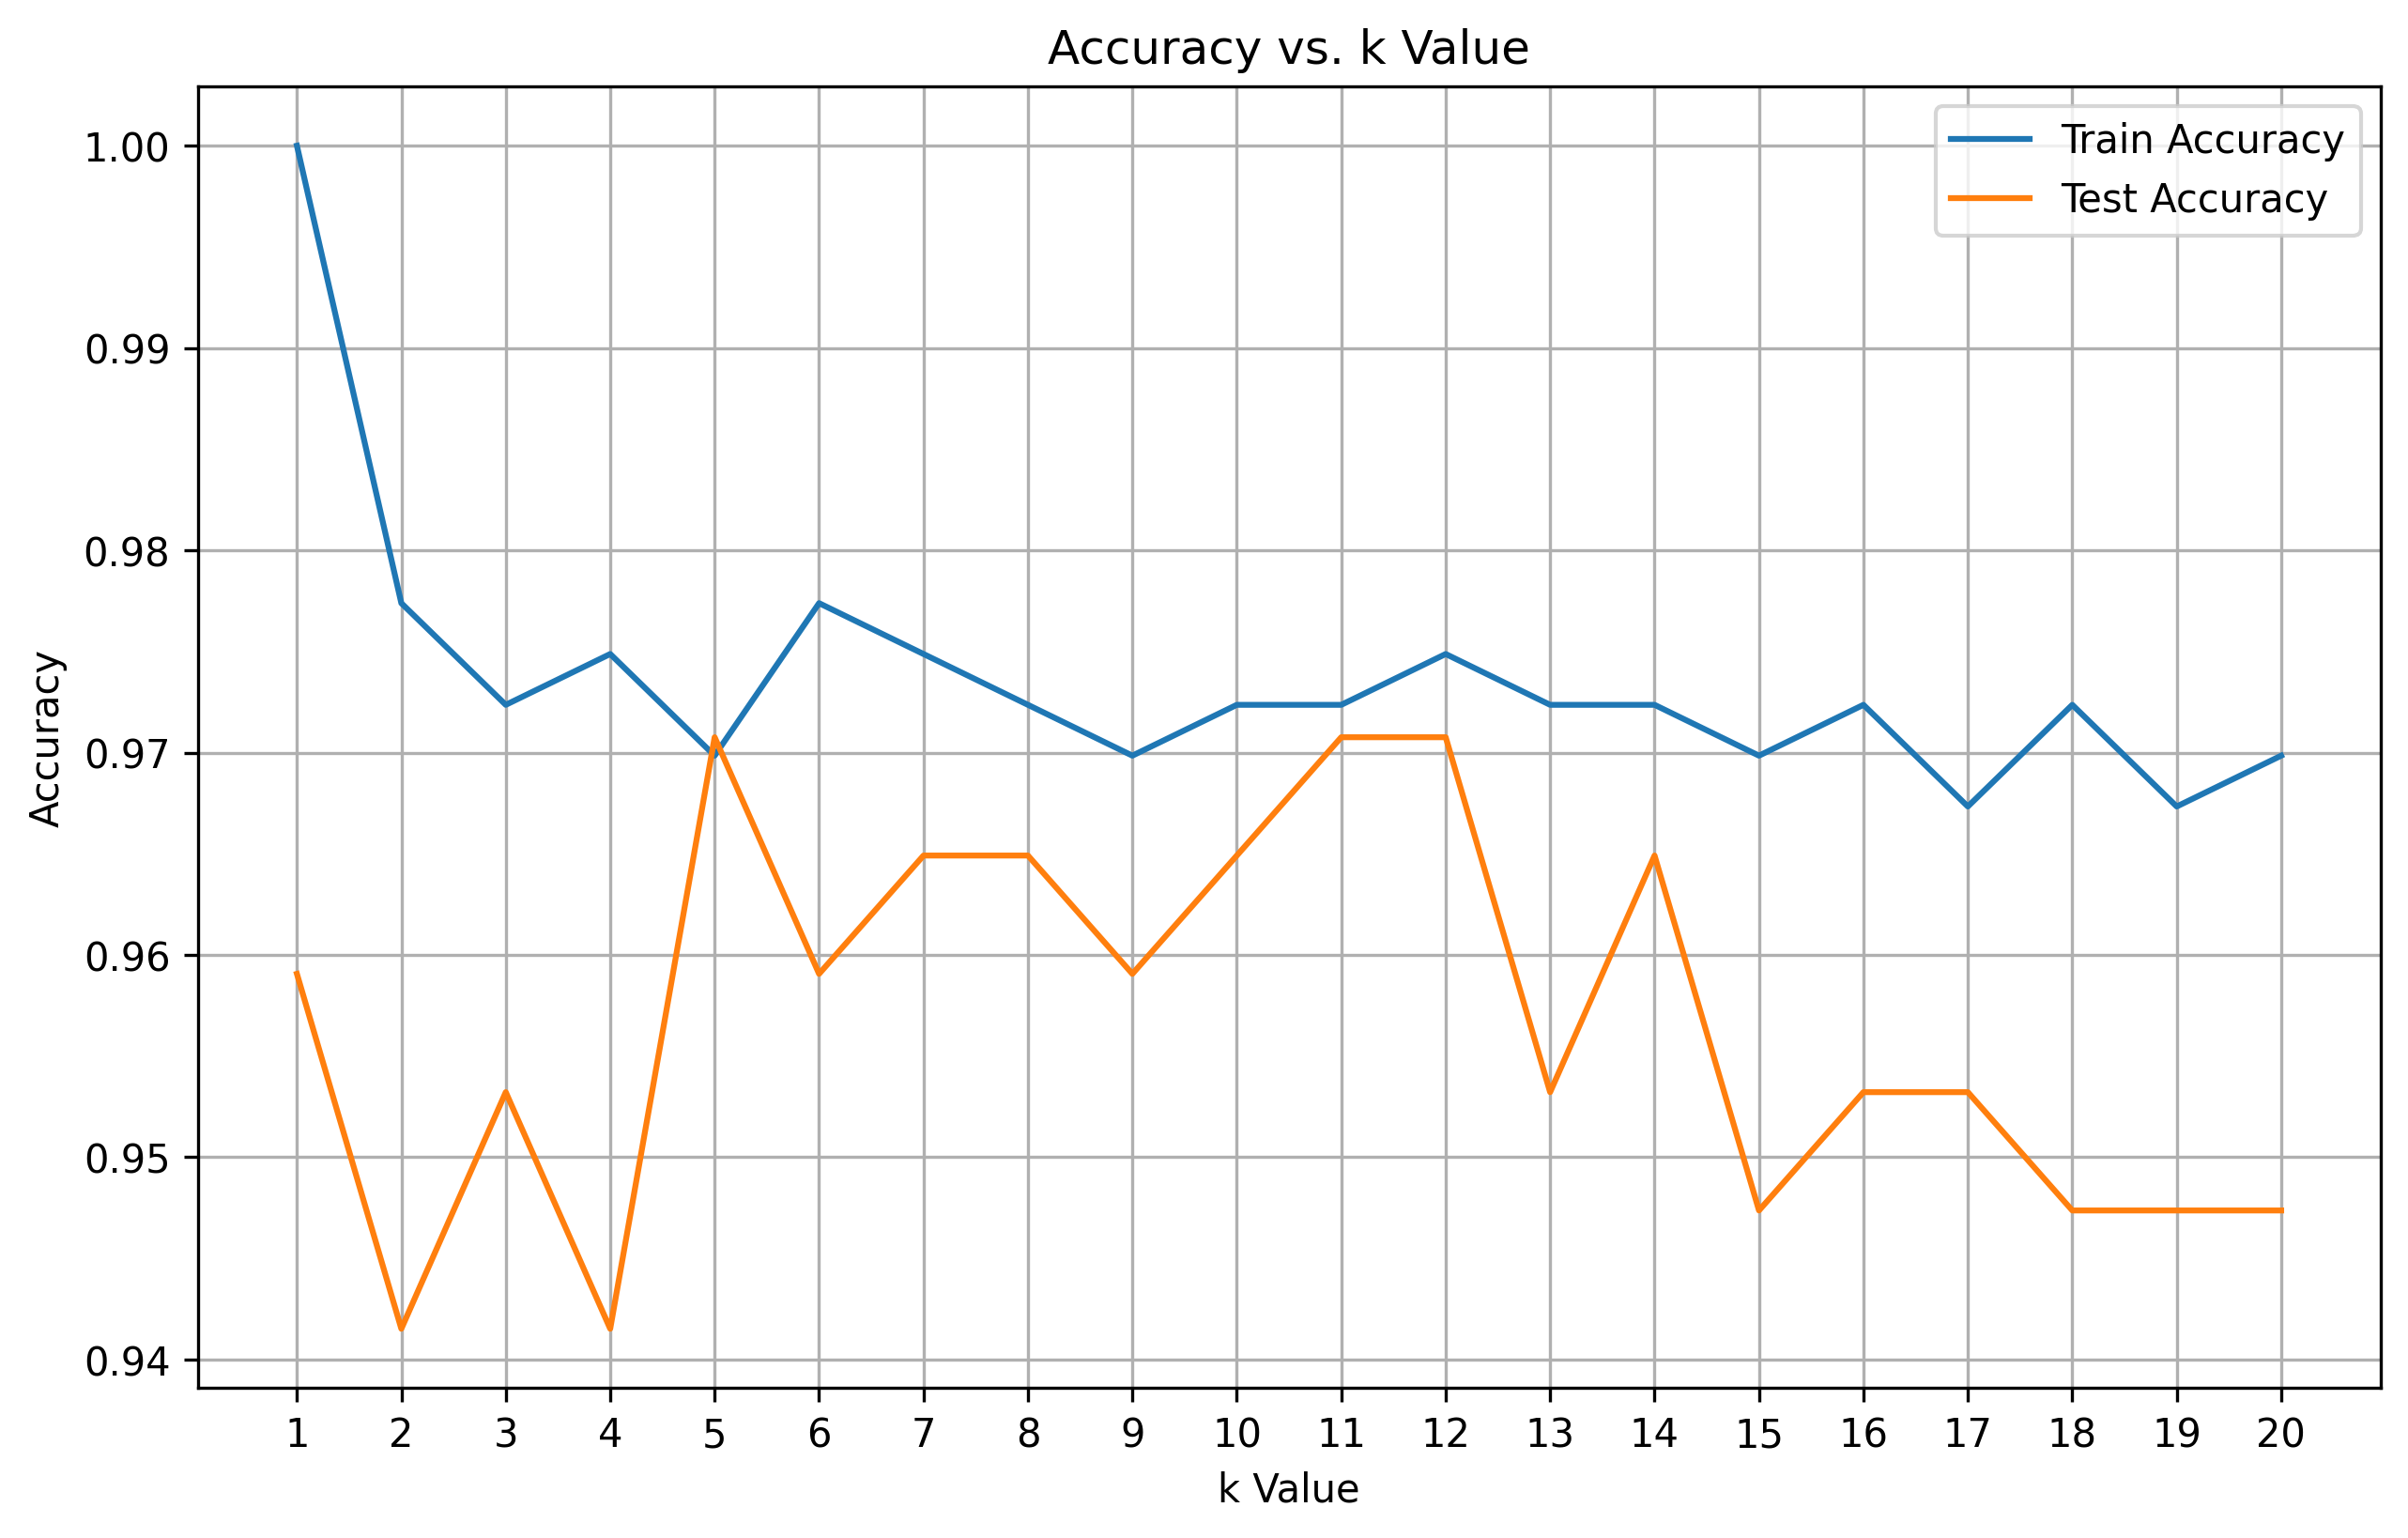 Accuracy vs. k Value
Train Accuracy
Test Accuracy
1.00
0.99
0.98
0.97
0.96
0.95
0.94
Accuracy
1 2 3 4 5 6 7 8 9 10 11 12 13 14 15 16 17 18 19 20
k Value